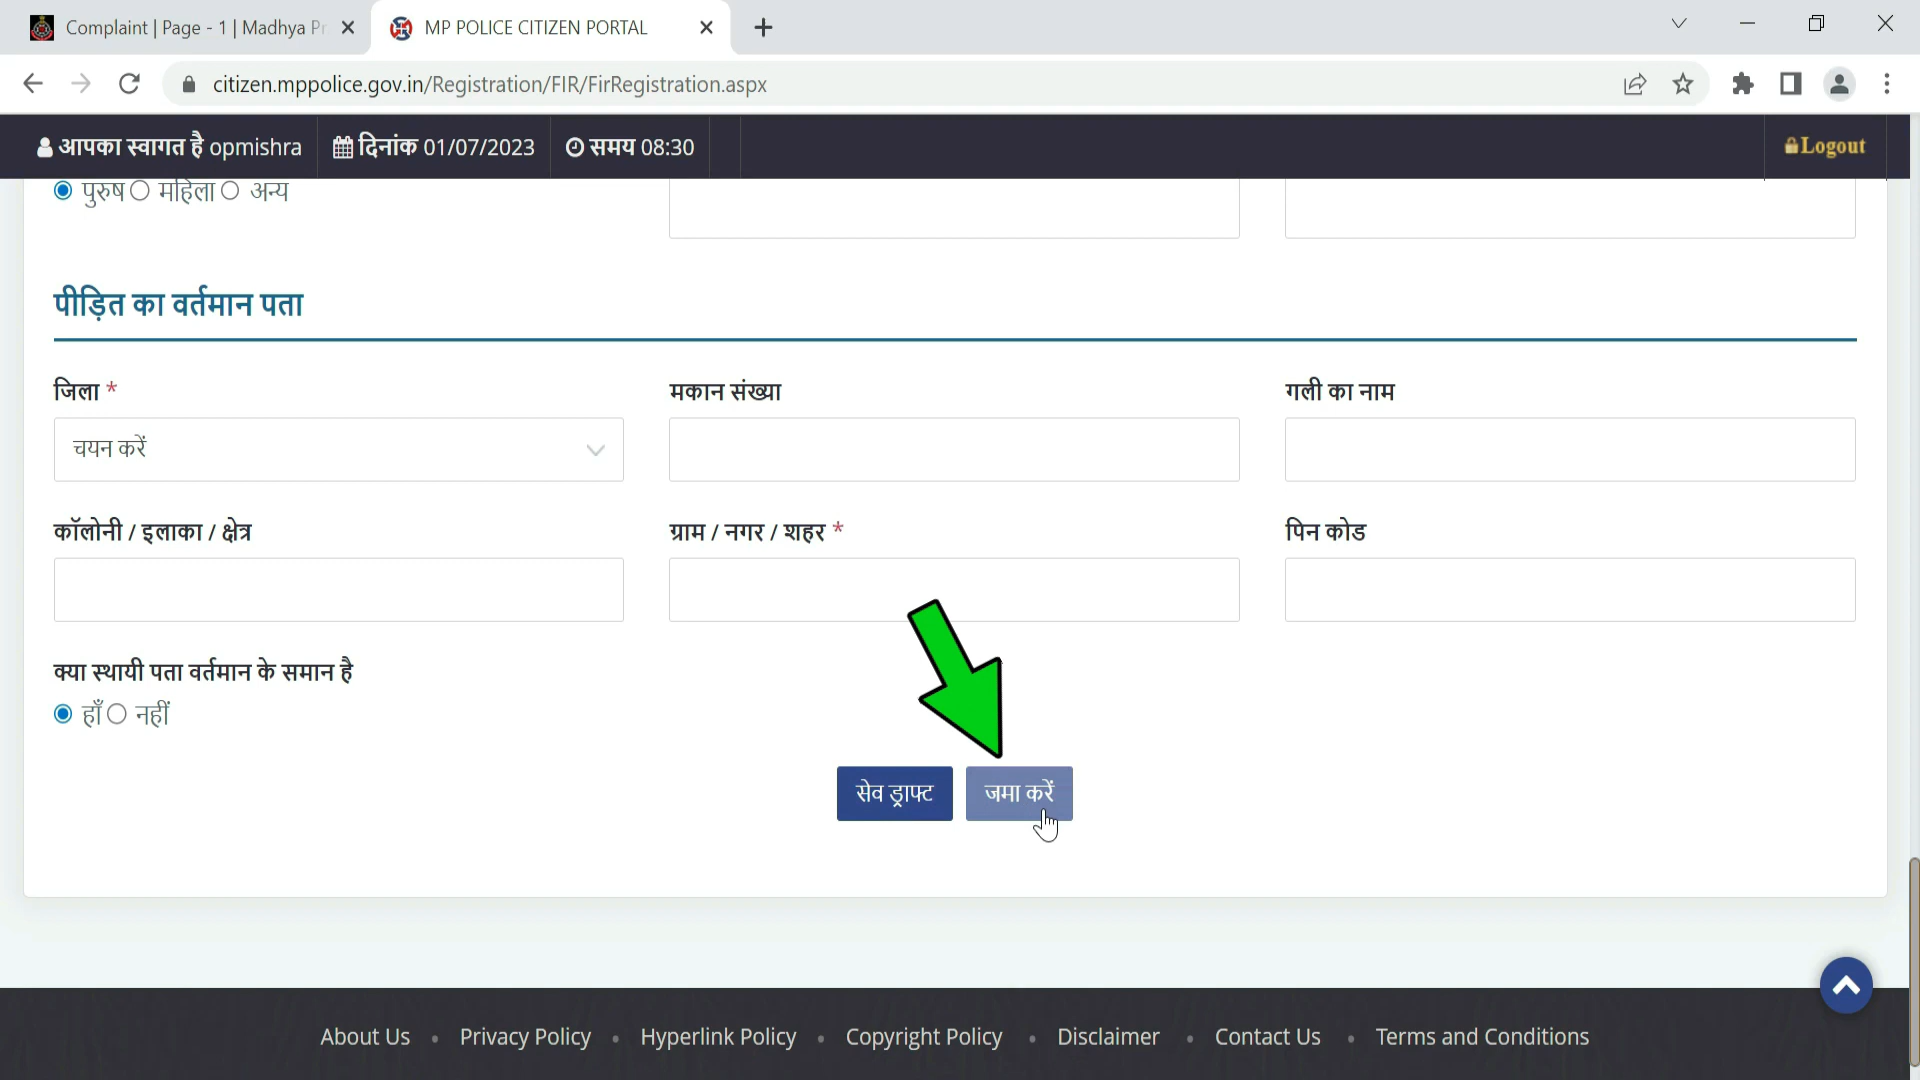 Complaint | Page - 1 | Madhya Pr
MP POLICE CITIZEN PORTAL
citizen.mppolice.gov.in/Registration/FIR/FirRegistration.aspx
आपका स्वागत है opmishra दिनांक 01/07/2023 समय 08:30 Logout
पुरुष महिला अन्य
पीड़ित का वर्तमान पता
जिला * मकान संख्या गली का नाम
चयन करें
कॉलोनी / इलाका / क्षेत्र ग्राम / नगर / शहर * पिन कोड
क्या स्थायी पता वर्तमान के समान है
हाँ नहीं
सेव ड्राफ्ट जमा करें
About Us • Privacy Policy • Hyperlink Policy • Copyright Policy • Disclaimer • Contact Us • Terms and Conditions